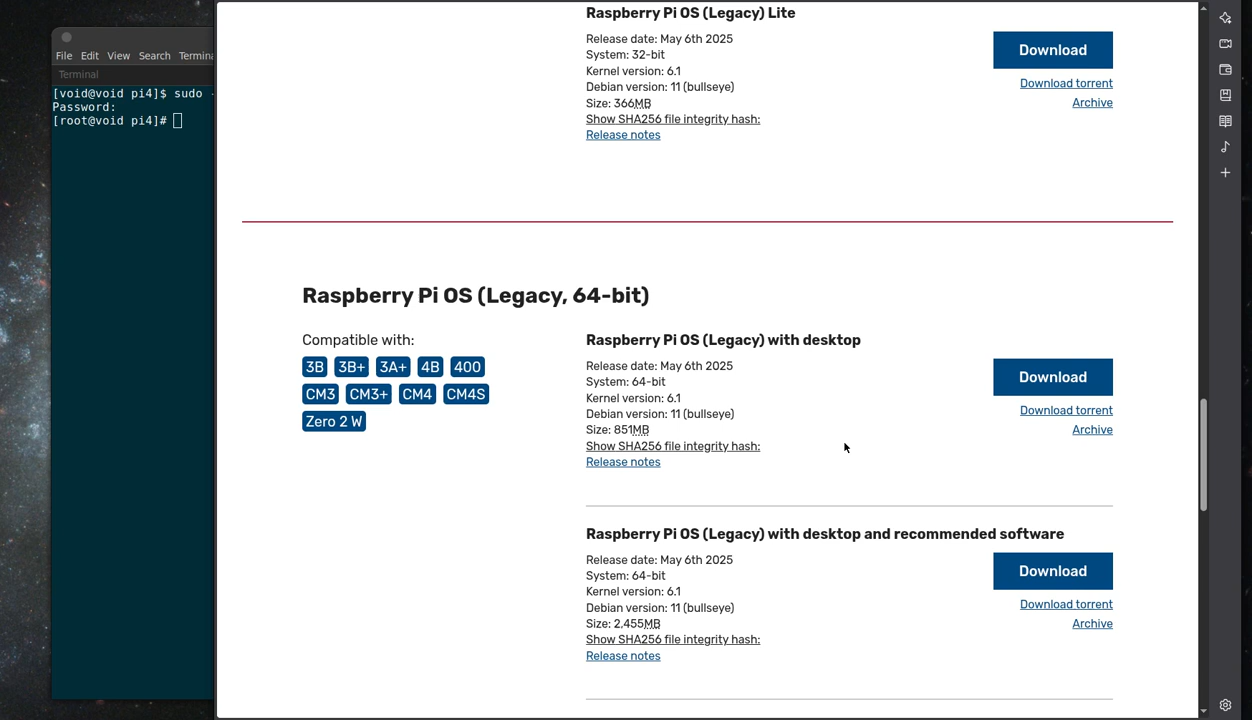 File Edit View Search Termina
Terminal
[void@void pi4]$ sudo -
Password:
[root@void pi4]#
Raspberry Pi OS (Legacy) Lite
Release date: May 6th 2025
System: 32-bit
Kernel version: 6.1
Debian version: 11 (bullseye)
Size: 366MB
Show SHA256 file integrity hash:
Release notes
Download
Download torrent
Archive
Raspberry Pi OS (Legacy, 64-bit)
Compatible with:
3B 3B+ 3A+ 4B 400
CM3 CM3+ CM4 CM4S
Zero 2 W
Raspberry Pi OS (Legacy) with desktop
Release date: May 6th 2025
System: 64-bit
Kernel version: 6.1
Debian version: 11 (bullseye)
Size: 851MB
Show SHA256 file integrity hash:
Release notes
Download
Download torrent
Archive
Raspberry Pi OS (Legacy) with desktop and recommended software
Release date: May 6th 2025
System: 64-bit
Kernel version: 6.1
Debian version: 11 (bullseye)
Size: 2,455MB
Show SHA256 file integrity hash:
Release notes
Download
Download torrent
Archive